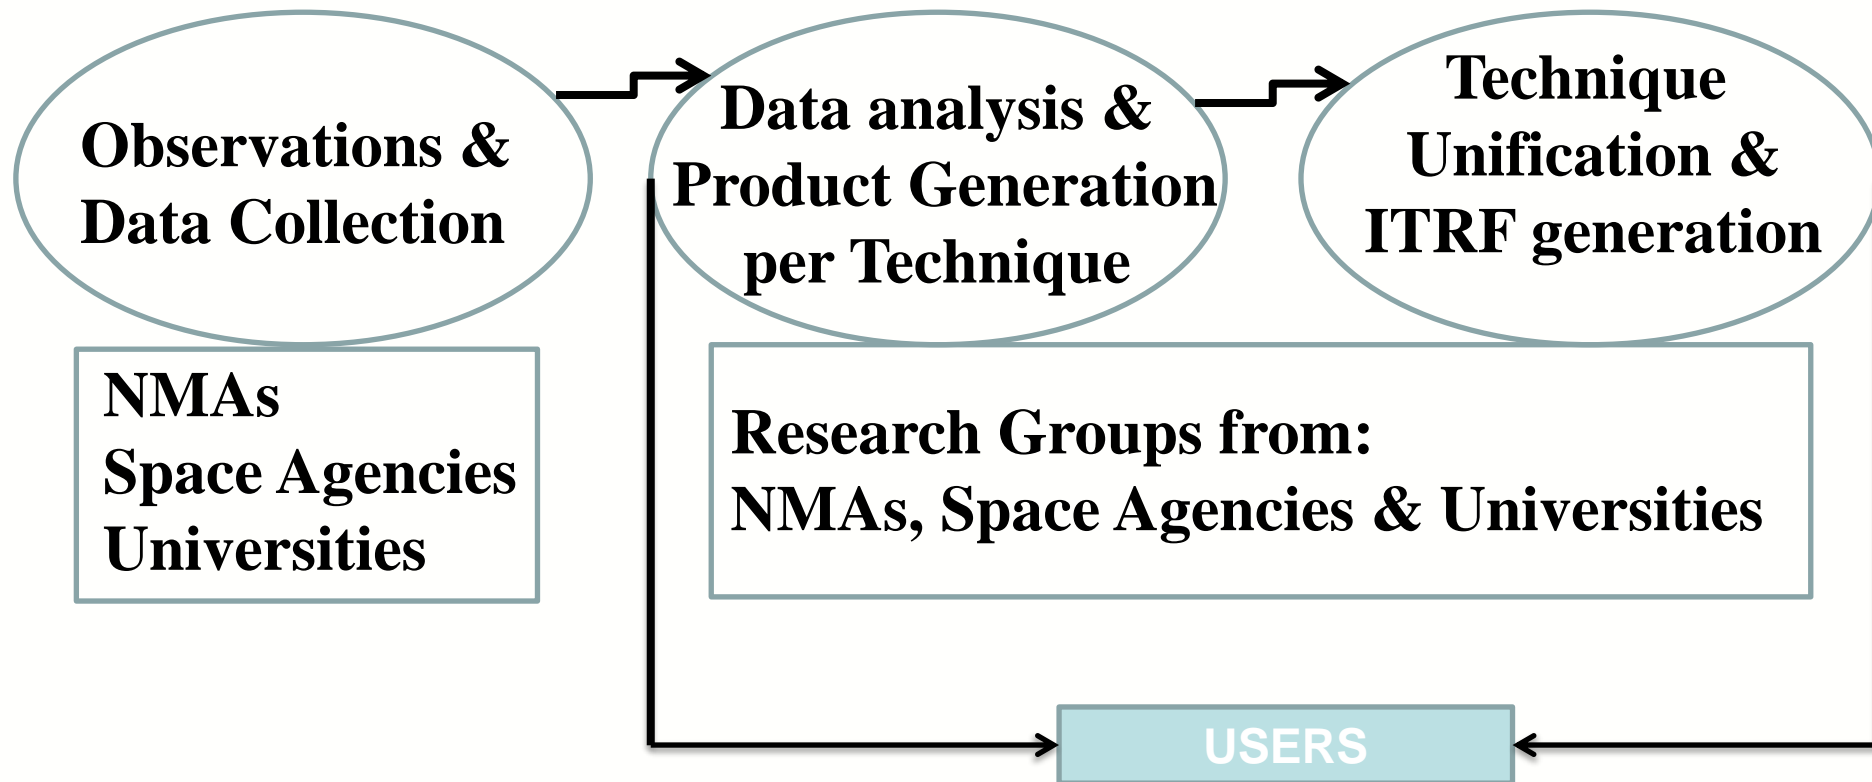 Observations &
Data Collection
Data analysis &
Product Generation
per Technique
Technique
Unification &
ITRF generation
NMAs
Space Agencies
Universities
Research Groups from:
NMAs, Space Agencies & Universities
USERS